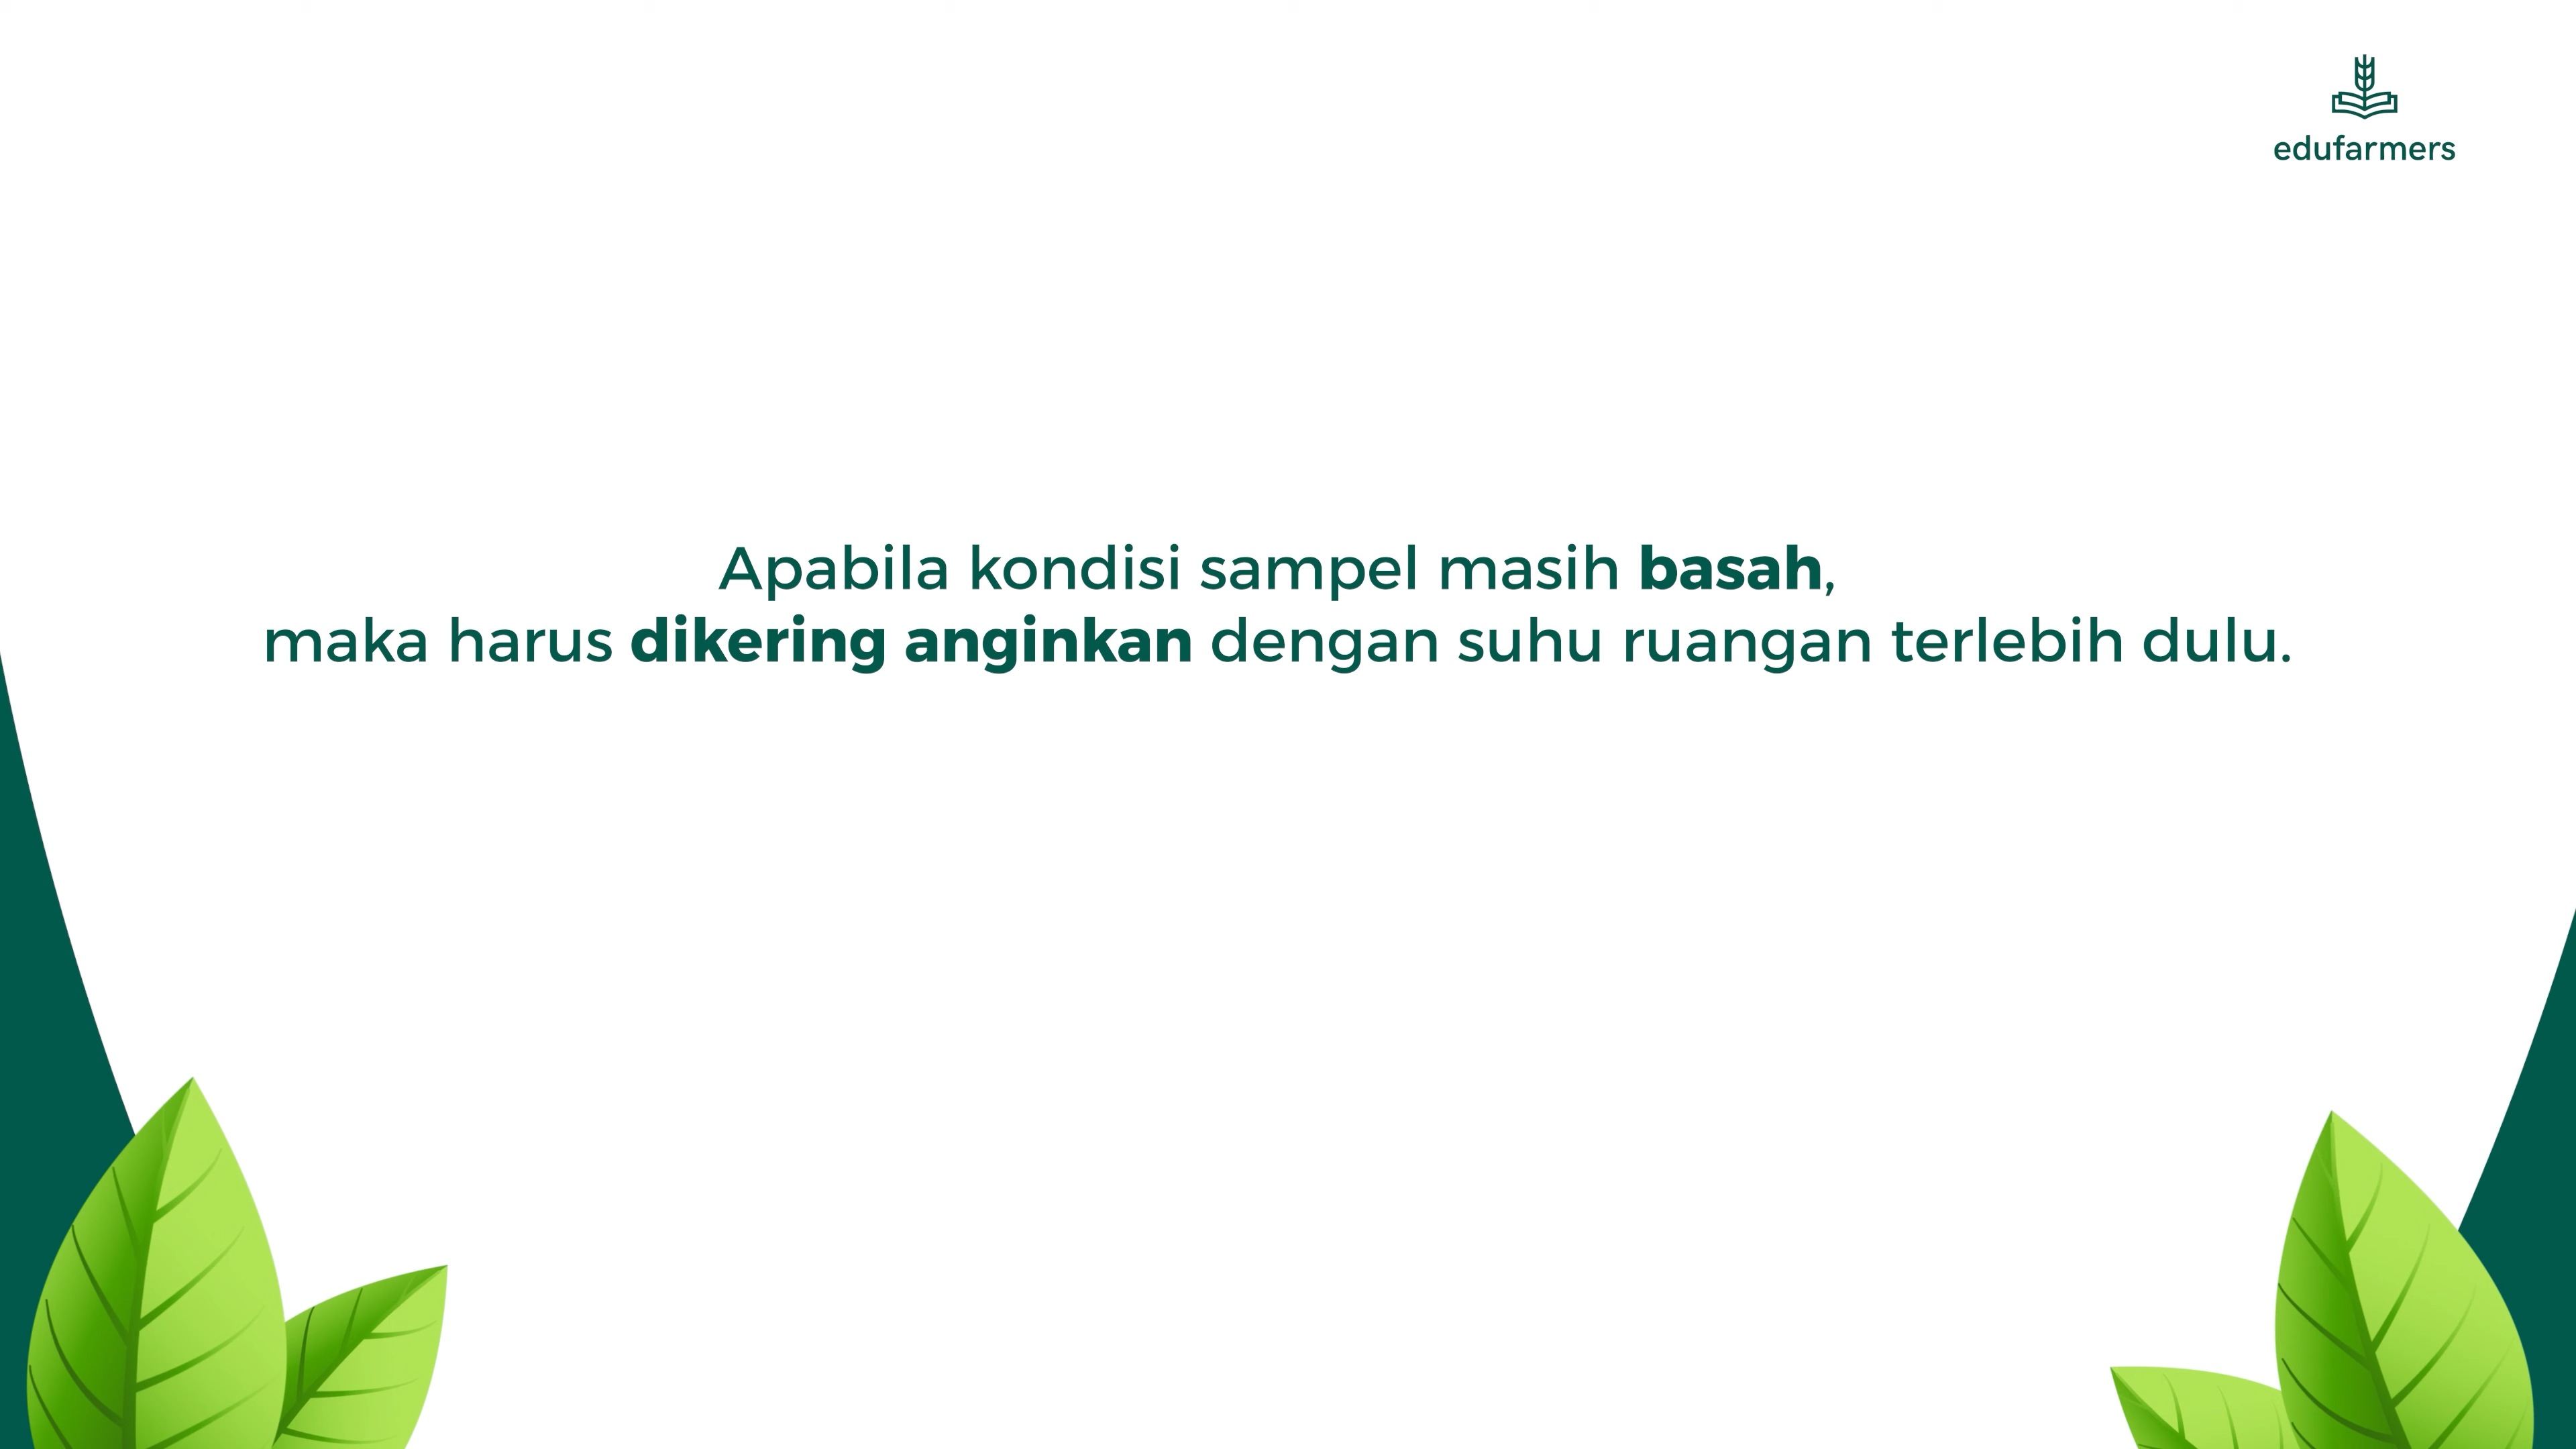 edufarmers
Apabila kondisi sampel masih basah,
maka harus dikering anginkan dengan suhu ruangan terlebih dulu.